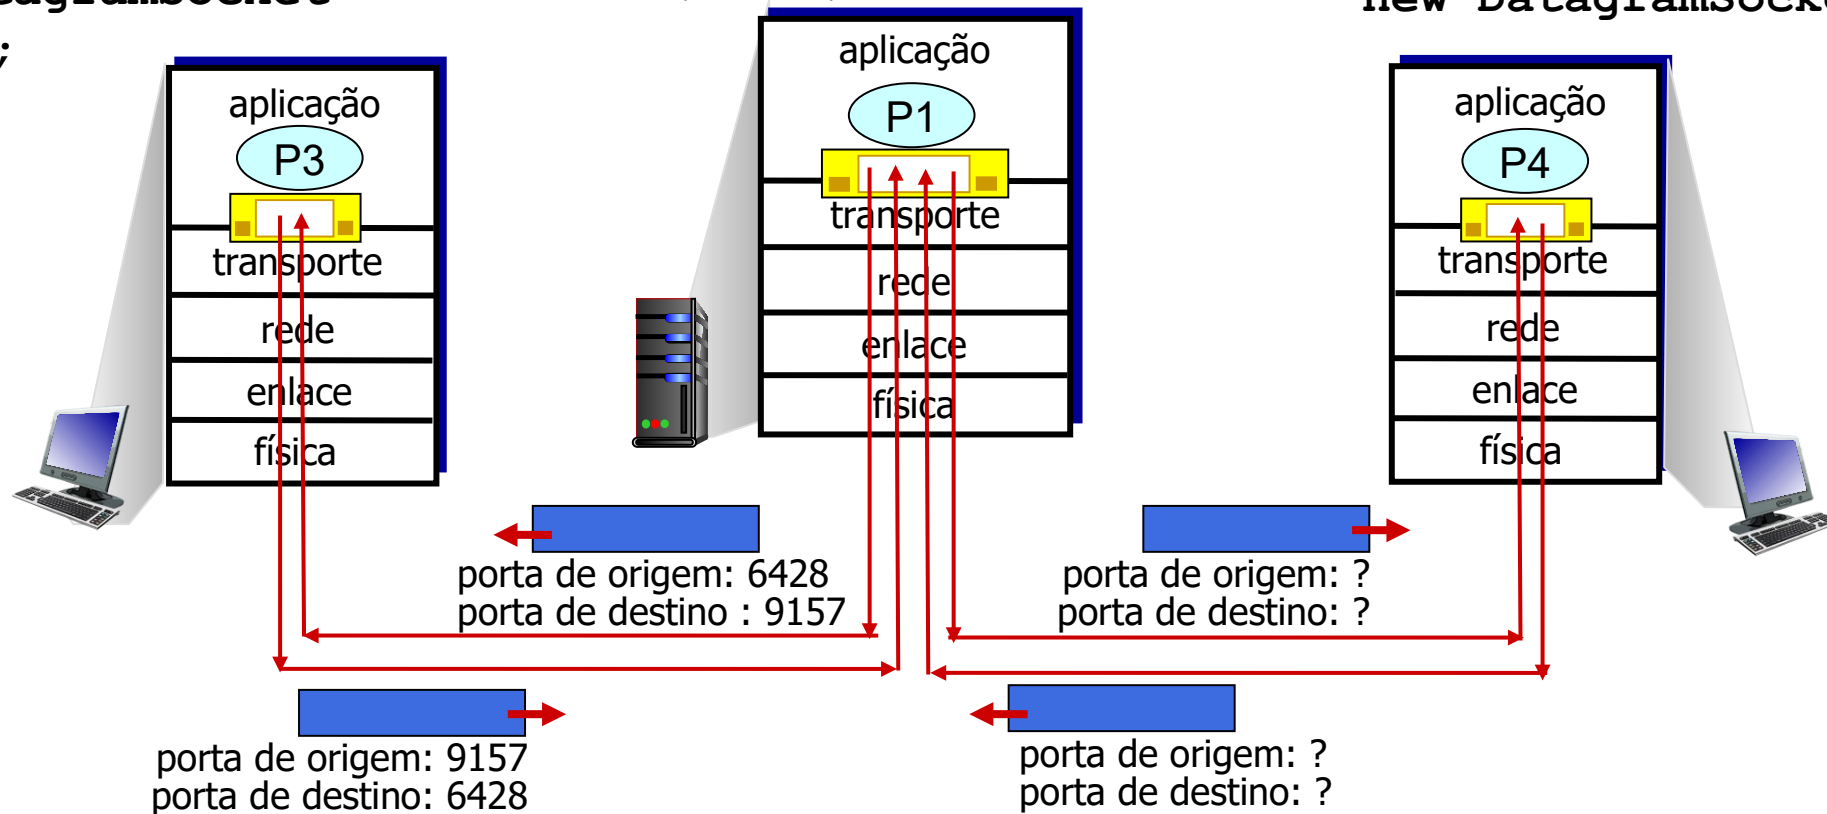 aplicação
P3
transporte
rede
enlace
física
aplicação
P1
transporte
rede
enlace
física
new
aplicação
P4
transporte
rede
enlace
física
porta de origem: 6428
porta de destino : 9157
porta de origem: ?
porta de destino: ?
porta de origem: 9157
porta de destino: 6428
porta de origem: ?
porta de destino: ?